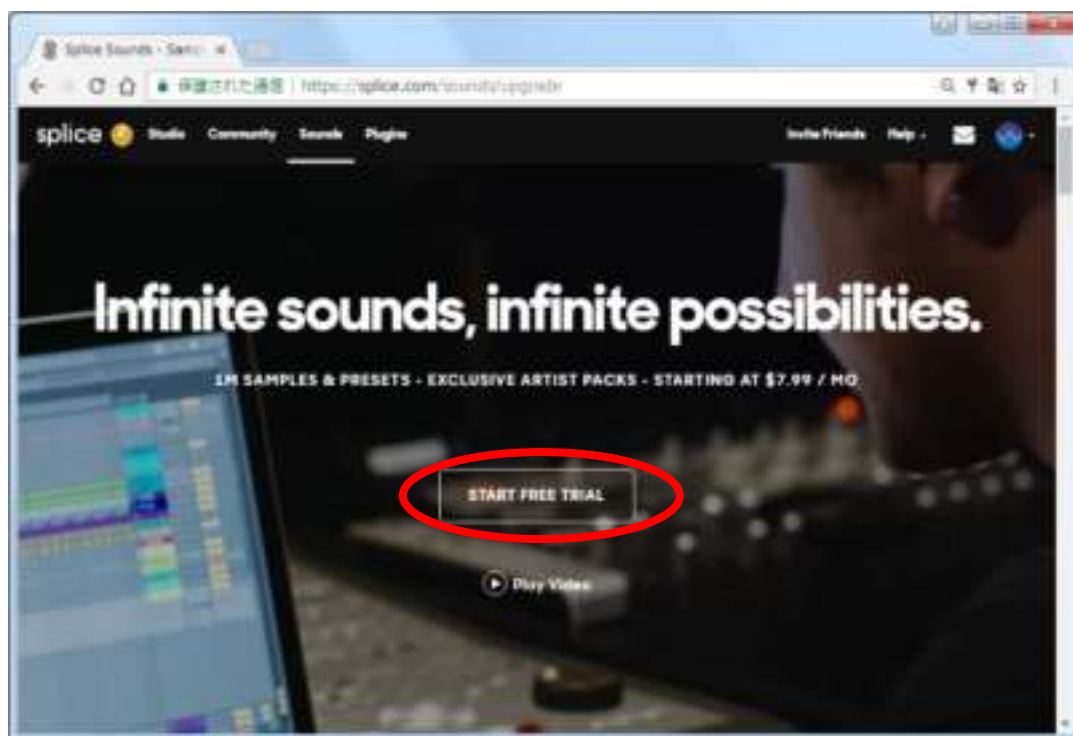 Splice Sounds - Sam
保護された通信 | https://splice.com/sounds/upgrade
splice Studio Community Sounds Plugins Invite Friends Help
Infinite sounds, infinite possibilities.
1M SAMPLES & PRESETS - EXCLUSIVE ARTIST PACKS - STARTING AT $7.99 / MO
START FREE TRIAL
Play Video